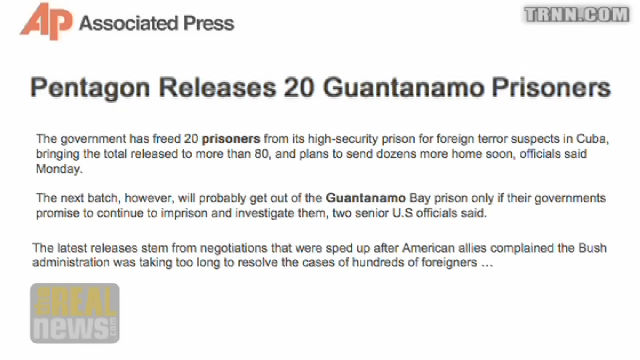 AP Associated Press
TRNN.COM
Pentagon Releases 20 Guantanamo Prisoners
The government has freed 20 prisoners from its high-security prison for foreign terror suspects in Cuba,
bringing the total released to more than 80, and plans to send dozens more home soon, officials said
Monday.
The next batch, however, will probably get out of the Guantanamo Bay prison only if their governments
promise to continue to imprison and investigate them, two senior U.S officials said.
The latest releases stem from negotiations that were sped up after American allies complained the Bush
administration was taking too long to resolve the cases of hundreds of foreigners …
the REAL
news.com